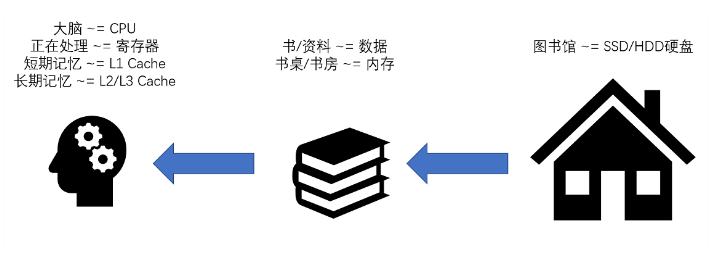 大脑 ~= CPU
正在处理 ~= 寄存器
短期记忆 ~= L1 Cache
长期记忆 ~= L2/L3 Cache
书/资料 ~= 数据
书桌/书房 ~= 内存
图书馆 ~= SSD/HDD硬盘